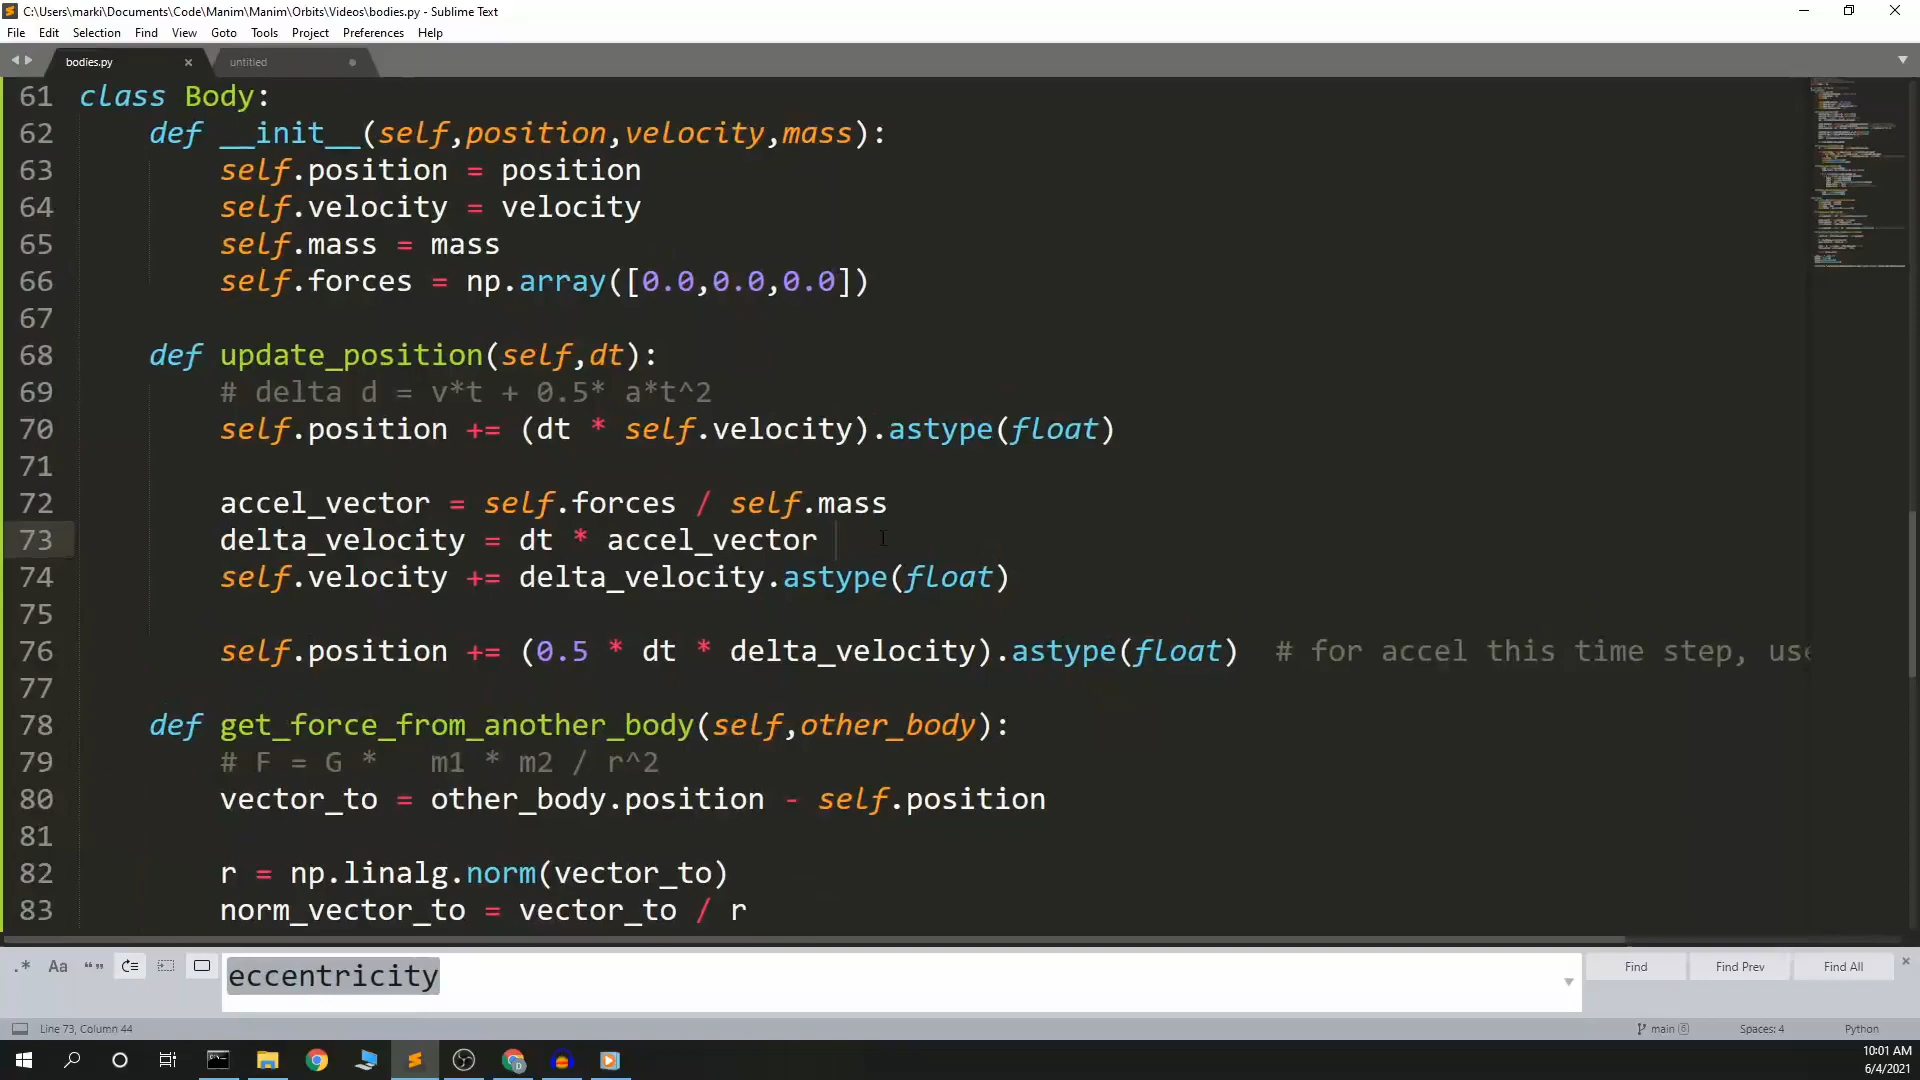 C:\Users\marki\Documents\Code\Manim\Manim\Orbits\Videos\bodies.py - Sublime Text
File Edit Selection Find View Goto Tools Project Preferences Help
bodies.py untitled
61 class Body:
62 def __init__(self,position,velocity,mass):
63 self.position = position
64 self.velocity = velocity
65 self.mass = mass
66 self.forces = np.array([0.0,0.0,0.0])
67
68 def update_position(self,dt):
69 # delta d = v*t + 0.5* a*t^2
70 self.position += (dt * self.velocity).astype(float)
71
72 accel_vector = self.forces / self.mass
73 delta_velocity = dt * accel_vector
74 self.velocity += delta_velocity.astype(float)
75
76 self.position += (0.5 * dt * delta_velocity).astype(float) # for accel this time step, use
77
78 def get_force_from_another_body(self,other_body):
79 # F = G * m1 * m2 / r^2
80 vector_to = other_body.position - self.position
81
82 r = np.linalg.norm(vector_to)
83 norm_vector_to = vector_to / r
.* Aa “” eccentricity Find Find Prev Find All
Line 73, Column 44 main 6 Spaces: 4 Python
10:01 AM
6/4/2021